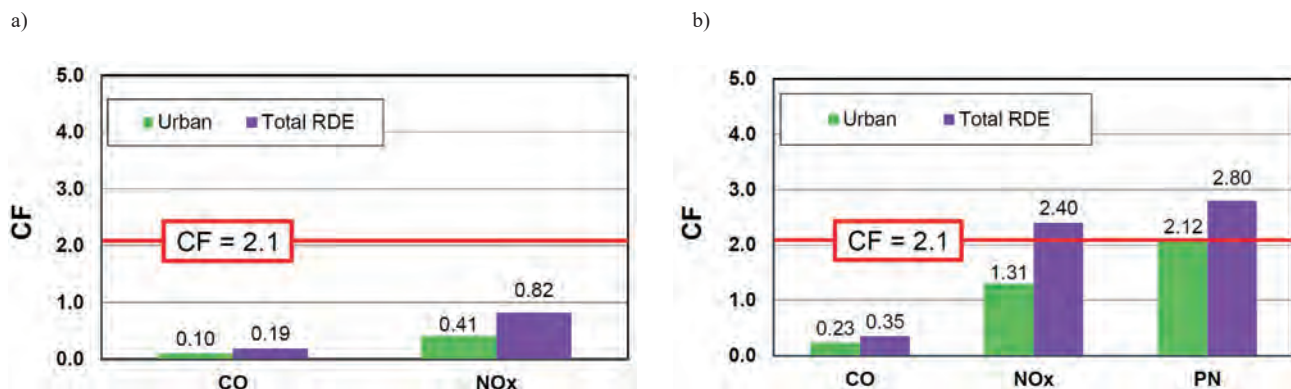 a)
5.0
Urban Total RDE
4.0
3.0
CF = 2.1
2.0
CF
1.0
0.10 0.19 0.41 0.82
0.0
CO NOx
b)
5.0
Urban Total RDE
4.0
3.0
2.80
2.40
CF = 2.1
2.12
2.0
CF
1.31
1.0
0.23 0.35
0.0
CO NOx PN